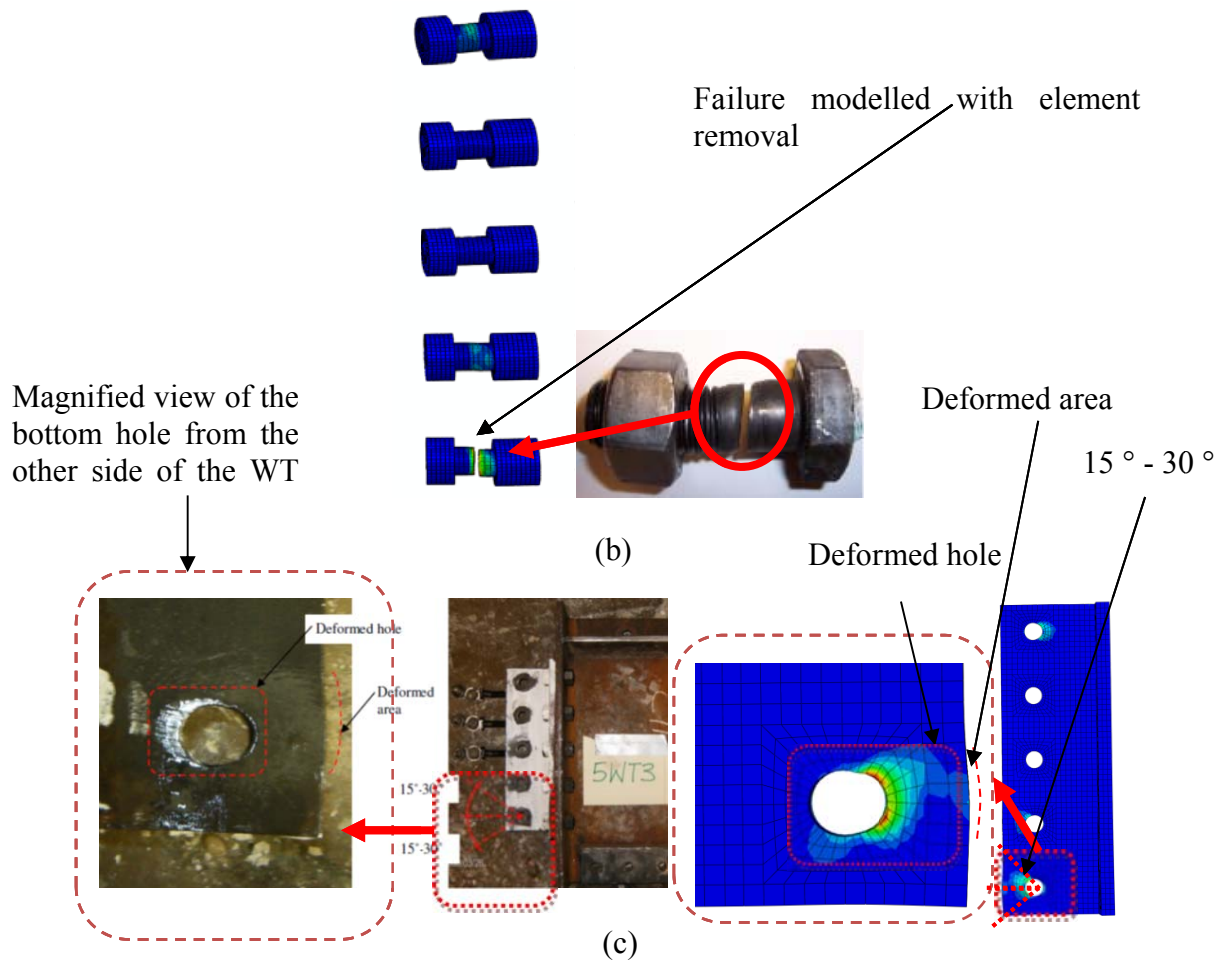 Failure modelled with element
removal
Magnified view of the
bottom hole from the
other side of the WT
Deformed area
15 ° - 30 °
(b)
Deformed hole
Deformed hole
Deformed
area
15°-30°
15°-30°
5WT3
(c)